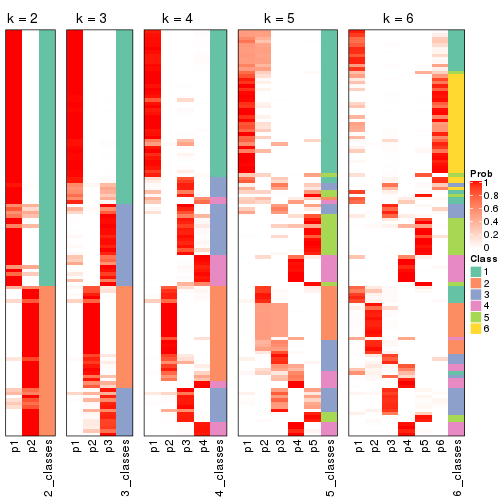 k = 2
k = 3
k = 4
k = 5
k = 6
p1
p2
2_classes
p1
p2
p3
3_classes
p1
p2
p3
p4
4_classes
p1
p2
p3
p4
p5
5_classes
p1
p2
p3
p4
p5
p6
6_classes
Prob
1
0.8
0.6
0.4
0.2
0
Class
1
2
3
4
5
6